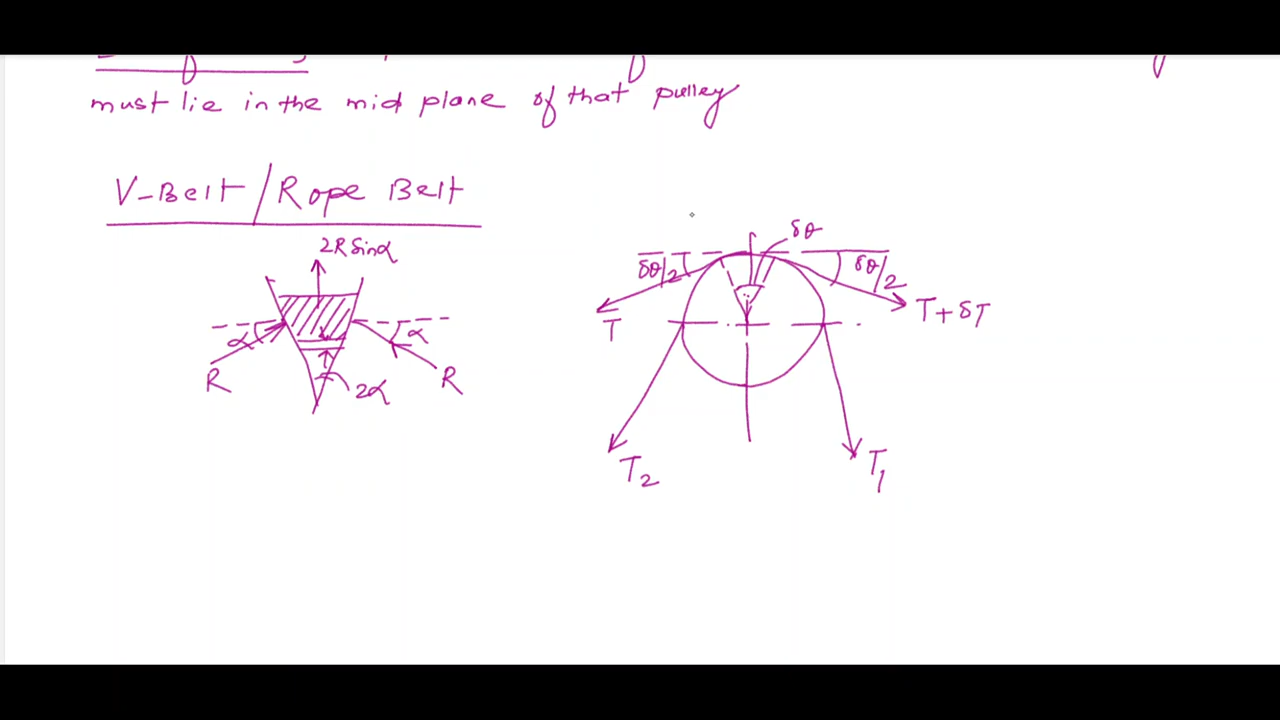 must lie in the mid plane of that pulley
V-Belt/Rope Belt
2R sinα
α
α
R
R
2α
δθ
δθ/2
δθ/2
T
T+δT
T2
T1